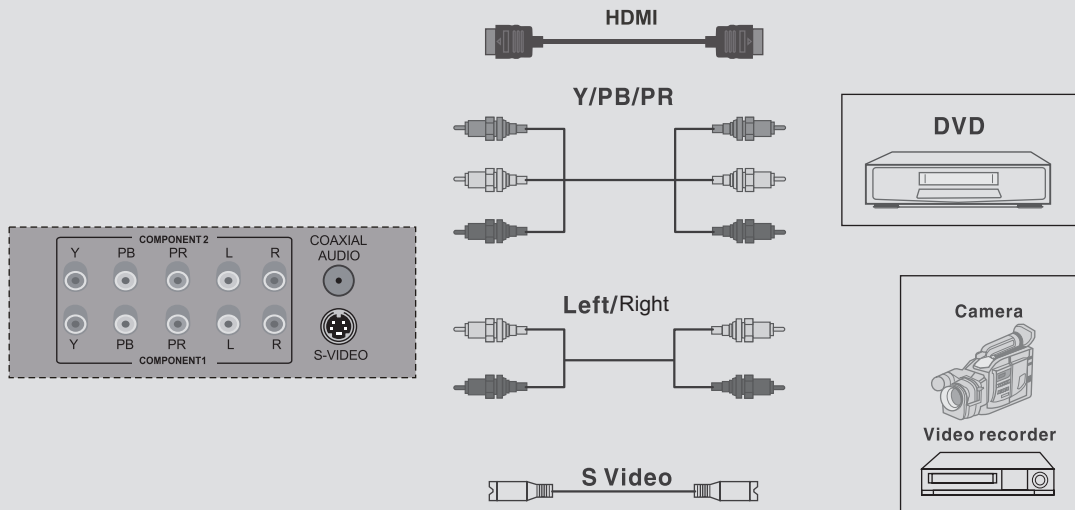 HDMI
Y/PB/PR
DVD
COMPONENT 2
Y PB PR L R
COAXIAL
AUDIO
Y PB PR L R
COMPONENT1
S-VIDEO
Left/Right
Camera
Video recorder
S Video